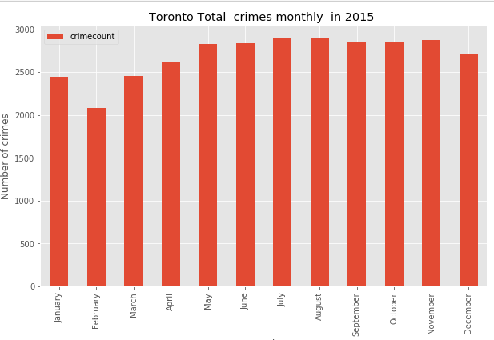 Toronto Total  crimes monthly  in 2015
crimecount
Number of crimes
3000
2500
2000
1500
1000
500
0
January
February
March
April
May
June
July
August
September
October
November
December